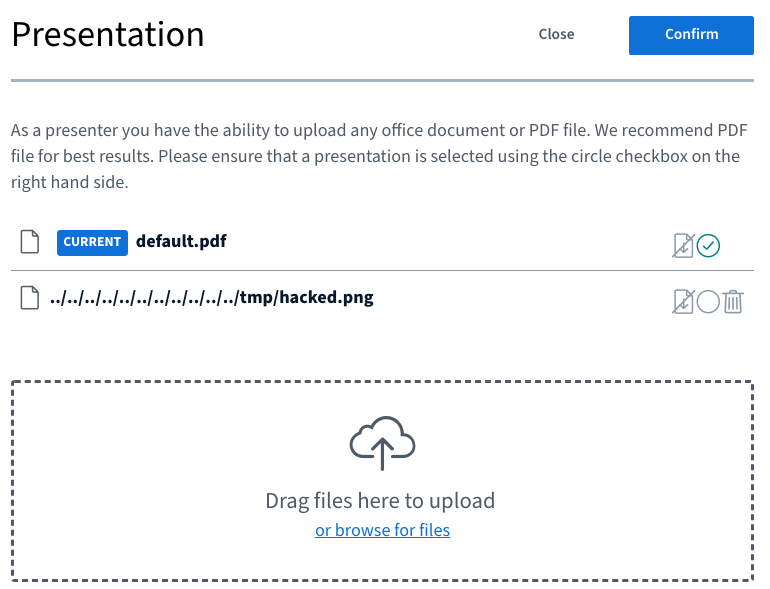 Presentation
Close
Confirm
As a presenter you have the ability to upload any office document or PDF file. We recommend PDF
file for best results. Please ensure that a presentation is selected using the circle checkbox on the
right hand side.
CURRENT default.pdf
../../../../../../../../../../../tmp/hacked.png
Drag files here to upload
or browse for files